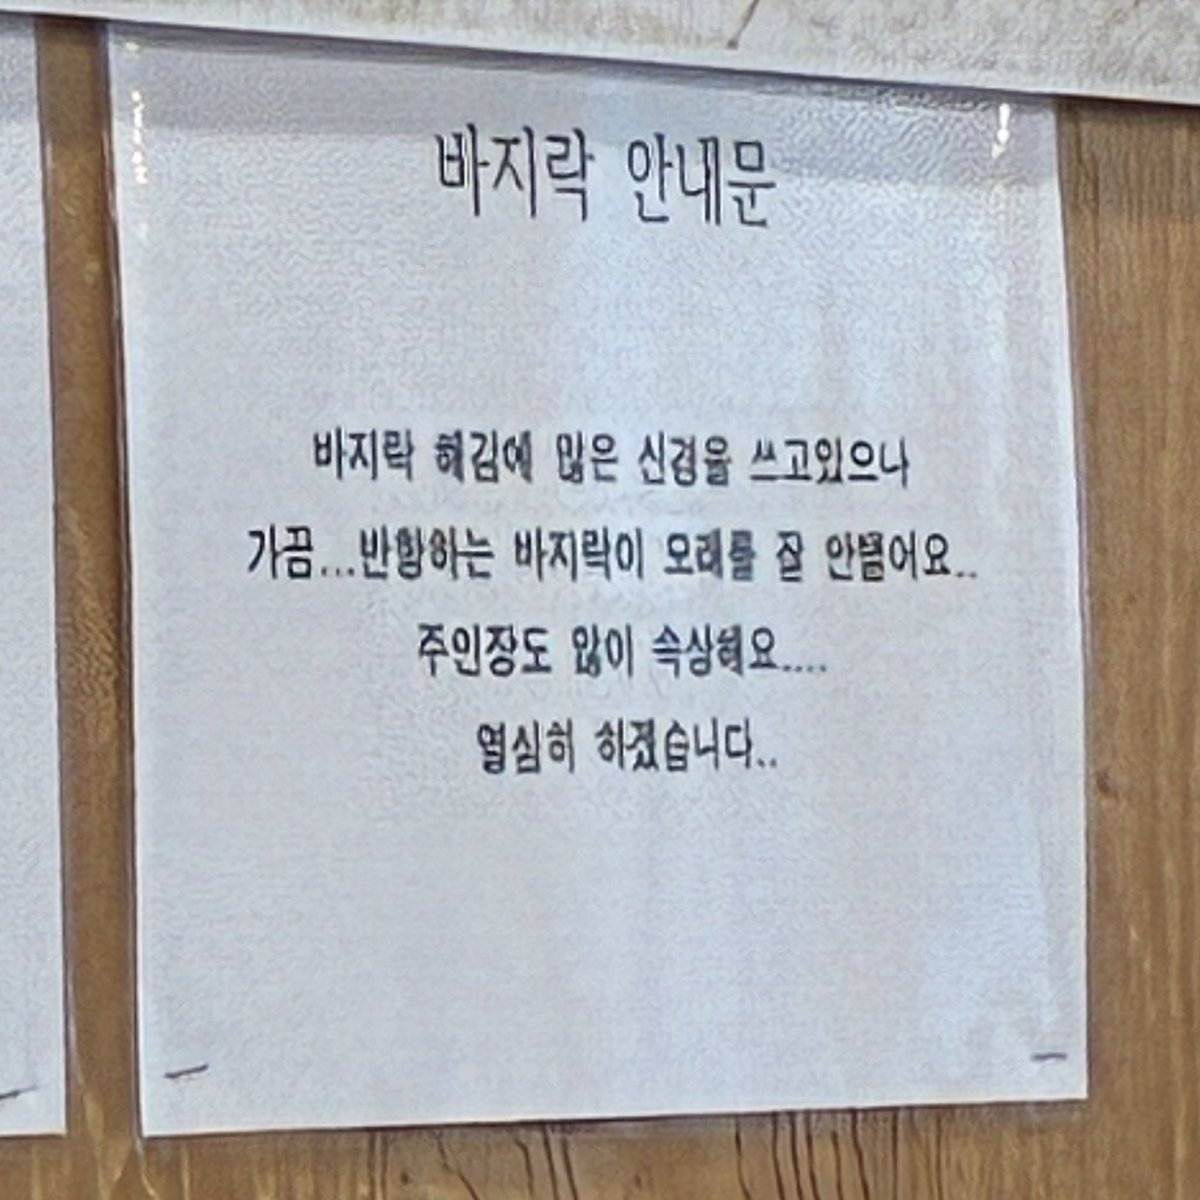 바지락 안내문
바지락 해감에 많은 신경을 쓰고있으나
가끔...반항하는 바지락이 모래를 잘 안뱉어요..
주인장도 많이 속상해요....
열심히 하겠습니다..